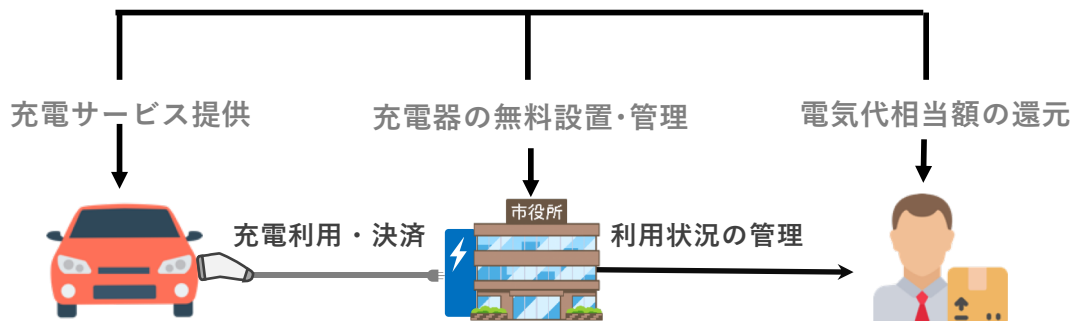 充電サービス提供
充電器の無料設置･管理
電気代相当額の還元
市役所
充電利用・決済
利用状況の管理